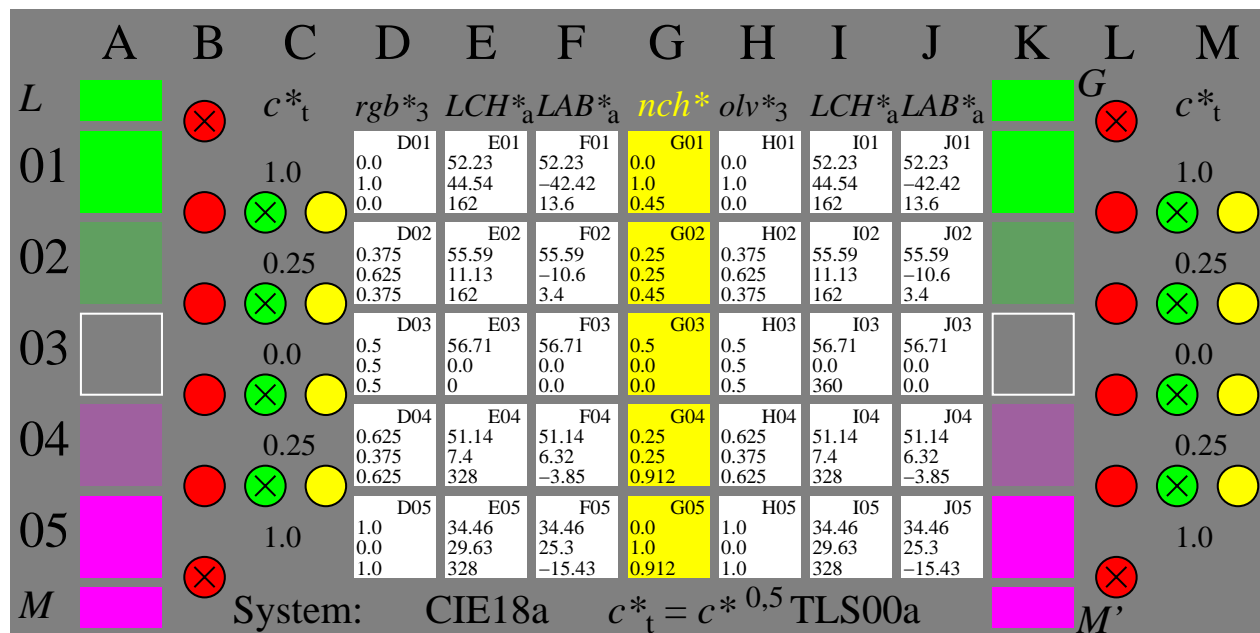 A B C D E F G H I J K L M
L c*t rgb*3 LCH*a LAB*a nch* olv*3 LCH*a LAB*a G c*t
01 1.0 D01 E01 F01 G01 H01 I01 J01 1.0
0.0 52.23 52.23 0.0 0.0 52.23 52.23
1.0 44.54 −42.42 1.0 1.0 44.54 −42.42
0.0 162 13.6 0.45 0.0 162 13.6
02 0.25 D02 E02 F02 G02 H02 I02 J02 0.25
0.375 55.59 55.59 0.25 0.375 55.59 55.59
0.625 11.13 −10.6 0.25 0.625 11.13 −10.6
0.375 162 3.4 0.45 0.375 162 3.4
03 0.0 D03 E03 F03 G03 H03 I03 J03 0.0
0.5 56.71 56.71 0.5 0.5 56.71 56.71
0.5 0.0 0.0 0.0 0.5 0.0 0.0
0.5 0 0.0 0.0 0.5 360 0.0
04 0.25 D04 E04 F04 G04 H04 I04 J04 0.25
0.625 51.14 51.14 0.25 0.625 51.14 51.14
0.375 7.4 6.32 0.25 0.375 7.4 6.32
0.625 328 −3.85 0.912 0.625 328 −3.85
05 1.0 D05 E05 F05 G05 H05 I05 J05 1.0
1.0 34.46 34.46 0.0 1.0 34.46 34.46
0.0 29.63 25.3 1.0 0.0 29.63 25.3
1.0 328 −15.43 0.912 1.0 328 −15.43
M System: CIE18a c*t = c* 0,5 TLS00a M’